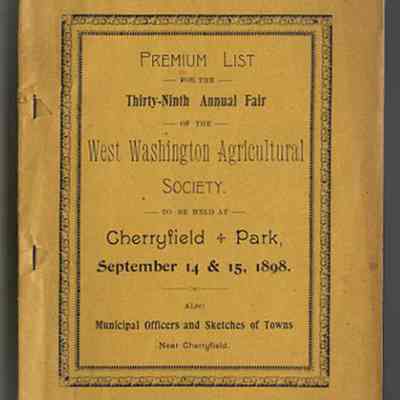 Premium List
FOR THE
Thirty-Ninth Annual Fair
OF THE
West Washington Agricultural
Society.
TO BE HELD AT
Cherryfield + Park,
September 14 & 15, 1898.
Also
Municipal Officers and Sketches of Towns
Near Cherryfield.